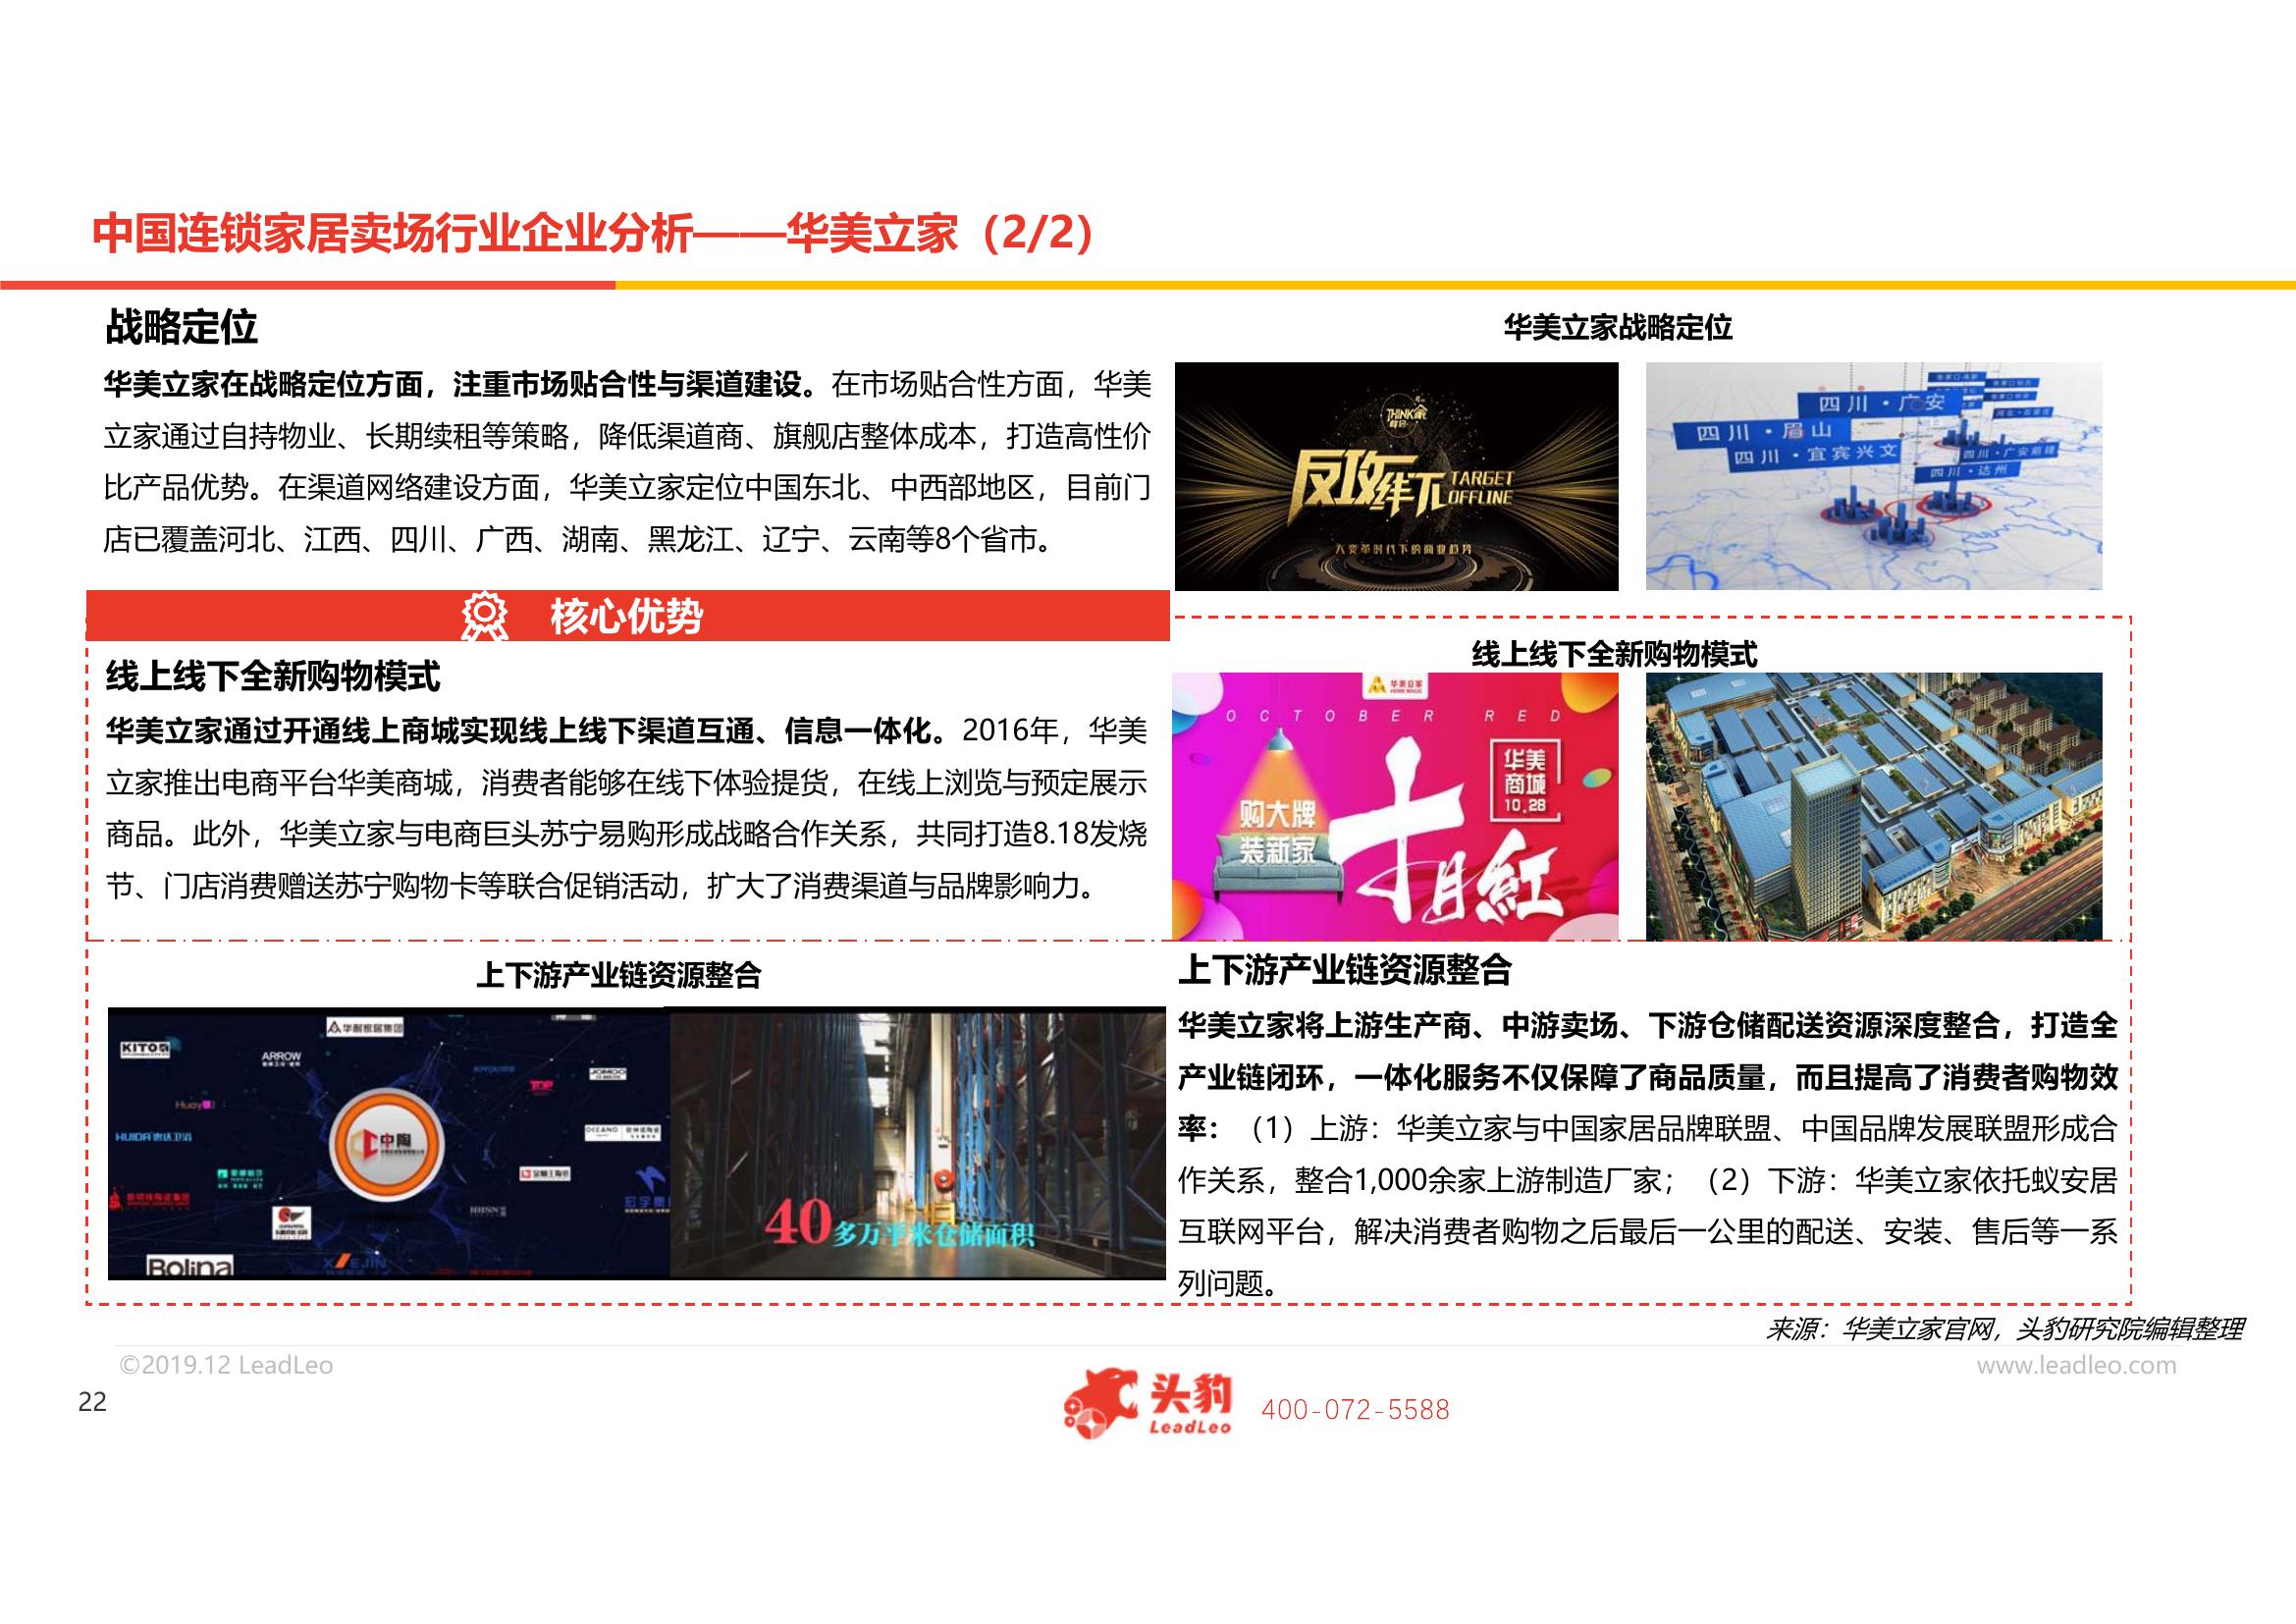 中国连锁家居卖场行业企业分析——华美立家（2/2）
战略定位
华美立家在战略定位方面，注重市场贴合性与渠道建设。在市场贴合性方面，华美
立家通过自持物业、长期续租等策略，降低渠道商、旗舰店整体成本，打造高性价
比产品优势。在渠道网络建设方面，华美立家定位中国东北、中西部地区，目前门
店已覆盖河北、江西、四川、广西、湖南、黑龙江、辽宁、云南等8个省市。
华美立家战略定位
THINK
反攻线下 TARGET
OFFLINE
大变革时代下的商业趋势
四川·广安
四川·眉山
四川·宜宾兴文
四川·达州
核心优势
线上线下全新购物模式
华美立家通过开通线上商城实现线上线下渠道互通、信息一体化。2016年，华美
立家推出电商平台华美商城，消费者能够在线下体验提货，在线上浏览与预定展示
商品。此外，华美立家与电商巨头苏宁易购形成战略合作关系，共同打造8.18发烧
节、门店消费赠送苏宁购物卡等联合促销活动，扩大了消费渠道与品牌影响力。
线上线下全新购物模式
华美立家
HOME MAGIC
OCTOBER RED
华美
商城
10.28
购大牌
装新家
十月紅
上下游产业链资源整合
华耐家居集团
KITO
ARROW
JOMOO
TOP
Huay
HUIDA 惠达卫浴
OCEANO
中陶
HHSN
Bolina
XEJIN
40多万平米仓储面积
上下游产业链资源整合
华美立家将上游生产商、中游卖场、下游仓储配送资源深度整合，打造全
产业链闭环，一体化服务不仅保障了商品质量，而且提高了消费者购物效
率：（1）上游：华美立家与中国家居品牌联盟、中国品牌发展联盟形成合
作关系，整合1,000余家上游制造厂家；（2）下游：华美立家依托蚁安居
互联网平台，解决消费者购物之后最后一公里的配送、安装、售后等一系
列问题。
来源：华美立家官网，头豹研究院编辑整理
©2019.12 LeadLeo
www.leadleo.com
22
头豹
LeadLeo
400-072-5588